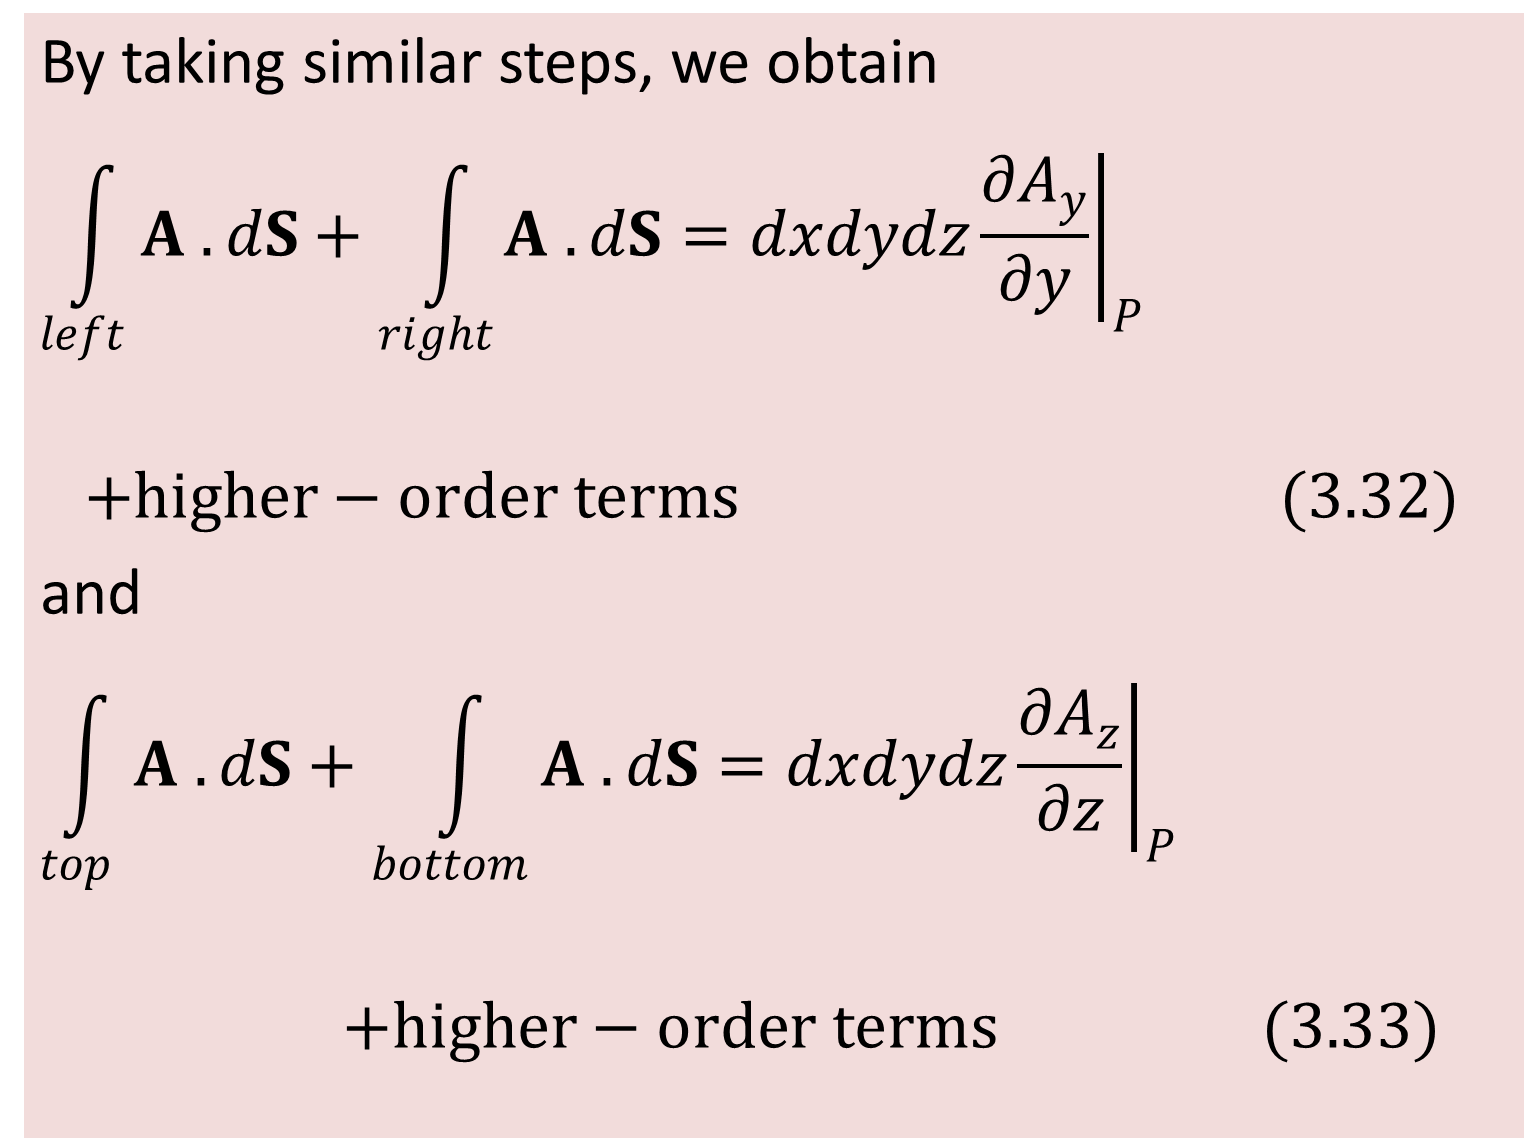 By taking similar steps, we obtain
∫_left 𝐀 . d𝐒 + ∫_right 𝐀 . d𝐒 = dxdydz ∂A_y/∂y |_P
+higher − order terms (3.32)
and
∫_top 𝐀 . d𝐒 + ∫_bottom 𝐀 . d𝐒 = dxdydz ∂A_z/∂z |_P
+higher − order terms (3.33)